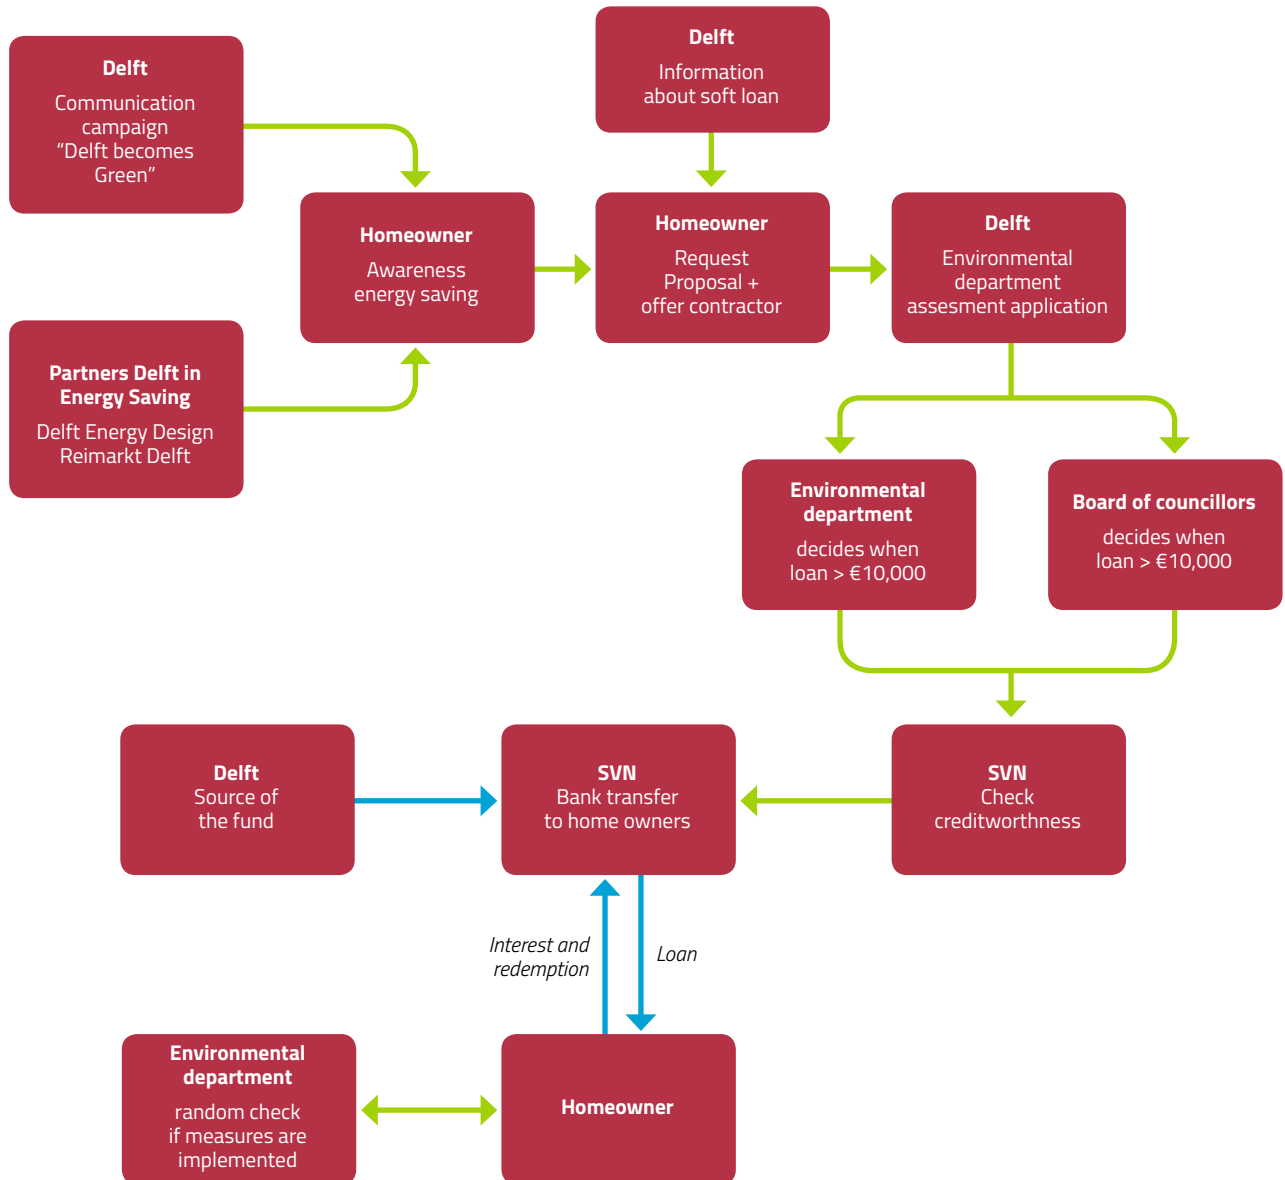 Delft
Communication
campaign
“Delft becomes
Green”
Delft
Information
about soft loan
Homeowner
Awareness
energy saving
Homeowner
Request
Proposal +
offer contractor
Delft
Environmental
department
assesment application
Partners Delft in
Energy Saving
Delft Energy Design
Reimarkt Delft
Environmental
department
decides when
loan > €10,000
Board of councillors
decides when
loan > €10,000
Delft
Source of
the fund
SVN
Bank transfer
to home owners
SVN
Check
creditworthness
Interest and
redemption
Loan
Environmental
department
random check
if measures are
implemented
Homeowner